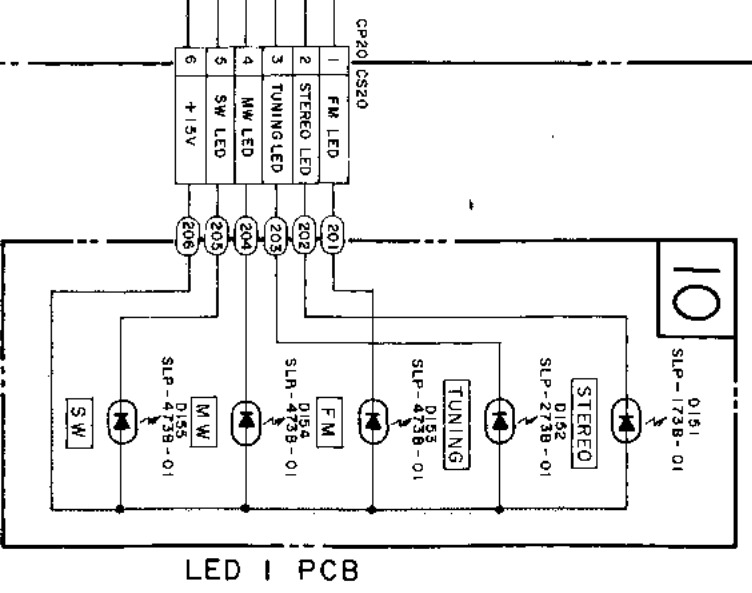 CP20 CS20
1 FM LED
2 STEREO LED
3 TUNING LED
4 MW LED
5 SW LED
6 +15V
201
202
203
204
205
206
10
D151
SLP-173B-01
STEREO
D152
SLP-273B-01
TUNING
D153
SLP-473B-01
FM
D154
SLP-473B-01
MW
D155
SLP-473B-01
SW
LED 1 PCB